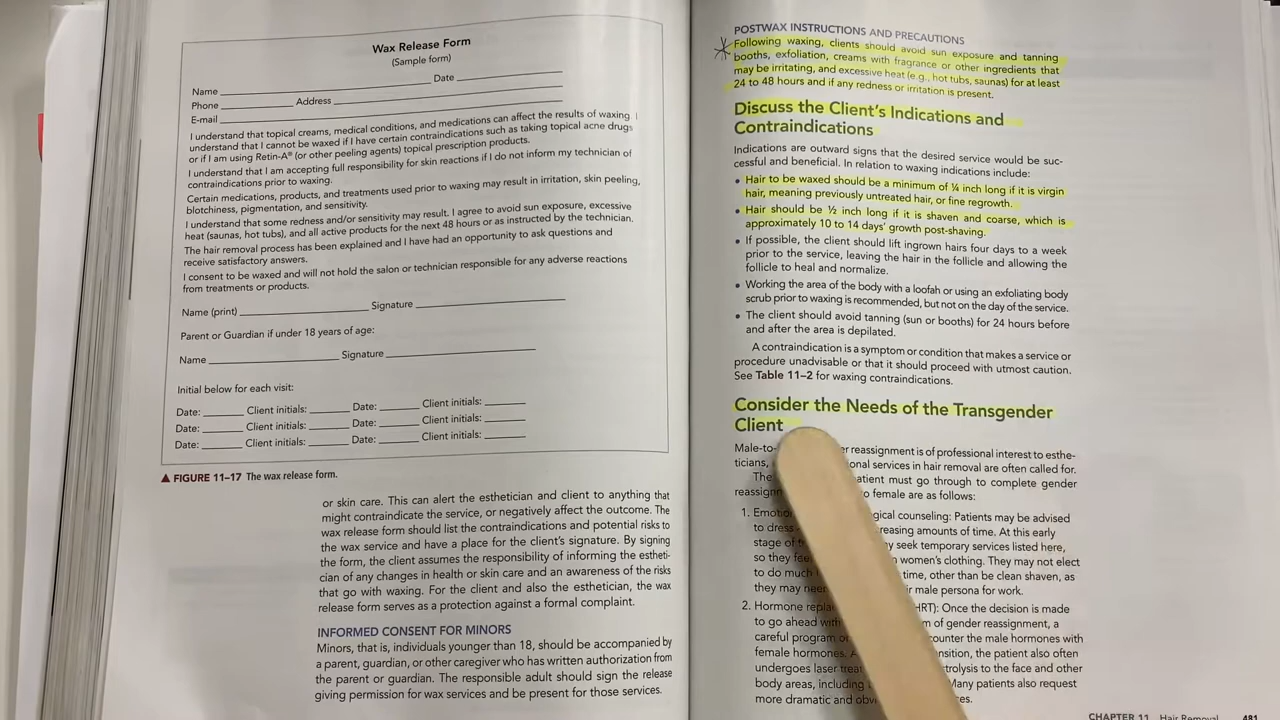 Wax Release Form
(Sample form)
Name Date
Phone Address
E-mail
I understand that topical creams, medical conditions, and medications can affect the results of waxing. I
understand that I cannot be waxed if I have certain contraindications such as taking topical acne drugs
or if I am using Retin-A® (or other peeling agents) topical prescription products.
I understand that I am accepting full responsibility for skin reactions if I do not inform my technician of
contraindications prior to waxing.
Certain medications, products, and treatments used prior to waxing may result in irritation, skin peeling,
blotchiness, pigmentation, and sensitivity.
I understand that some redness and/or sensitivity may result. I agree to avoid sun exposure, excessive
heat (saunas, hot tubs), and all active products for the next 48 hours or as instructed by the technician.
The hair removal process has been explained and I have had an opportunity to ask questions and
receive satisfactory answers.
I consent to be waxed and will not hold the salon or technician responsible for any adverse reactions
from treatments or products.
Name (print) Signature
Parent or Guardian if under 18 years of age:
Name Signature
Initial below for each visit:
Date: Client initials: Date: Client initials:
Date: Client initials: Date: Client initials:
Date: Client initials: Date: Client initials:
▲ FIGURE 11–17 The wax release form.
or skin care. This can alert the esthetician and client to anything that
might contraindicate the service, or negatively affect the outcome. The
wax release form should list the contraindications and potential risks to
the wax service and have a place for the client's signature. By signing
the form, the client assumes the responsibility of informing the estheti-
cian of any changes in health or skin care and an awareness of the risks
that go with waxing. For the client and also the esthetician, the wax
release form serves as a protection against a formal complaint.
INFORMED CONSENT FOR MINORS
Minors, that is, individuals younger than 18, should be accompanied by
a parent, guardian, or other caregiver who has written authorization from
the parent or guardian. The responsible adult should sign the release
giving permission for wax services and be present for those services.
POSTWAX INSTRUCTIONS AND PRECAUTIONS
Following waxing, clients should avoid sun exposure and tanning
booths, exfoliation, creams with fragrance or other ingredients that
may be irritating, and excessive heat (e.g., hot tubs, saunas) for at least
24 to 48 hours and if any redness or irritation is present.
Discuss the Client's Indications and
Contraindications
Indications are outward signs that the desired service would be suc-
cessful and beneficial. In relation to waxing indications include:
• Hair to be waxed should be a minimum of ¼ inch long if it is virgin
hair, meaning previously untreated hair, or fine regrowth.
• Hair should be ½ inch long if it is shaven and coarse, which is
approximately 10 to 14 days' growth post-shaving.
• If possible, the client should lift ingrown hairs four days to a week
prior to the service, leaving the hair in the follicle and allowing the
follicle to heal and normalize.
• Working the area of the body with a loofah or using an exfoliating body
scrub prior to waxing is recommended, but not on the day of the service.
• The client should avoid tanning (sun or booths) for 24 hours before
and after the area is depilated.
A contraindication is a symptom or condition that makes a service or
procedure unadvisable or that it should proceed with utmost caution.
See Table 11–2 for waxing contraindications.
Consider the Needs of the Transgender
Client
Male-to- reassignment is of professional interest to esthe-
ticians, services in hair removal are often called for.
must go through to complete gender
to female are as follows:
1. counseling: Patients may be advised
to dress amounts of time. At this early
stage of seek temporary services listed here,
so they women's clothing. They may not elect
to do much time, other than be clean shaven, as
they may male persona for work.
2. Hormone (HRT): Once the decision is made
to go ahead of gender reassignment, a
careful program counter the male hormones with
female hormones. the patient also often
undergoes laser to the face and other
body areas, including Many patients also request
more dramatic and
CHAPTER 11 Hair Removal 481